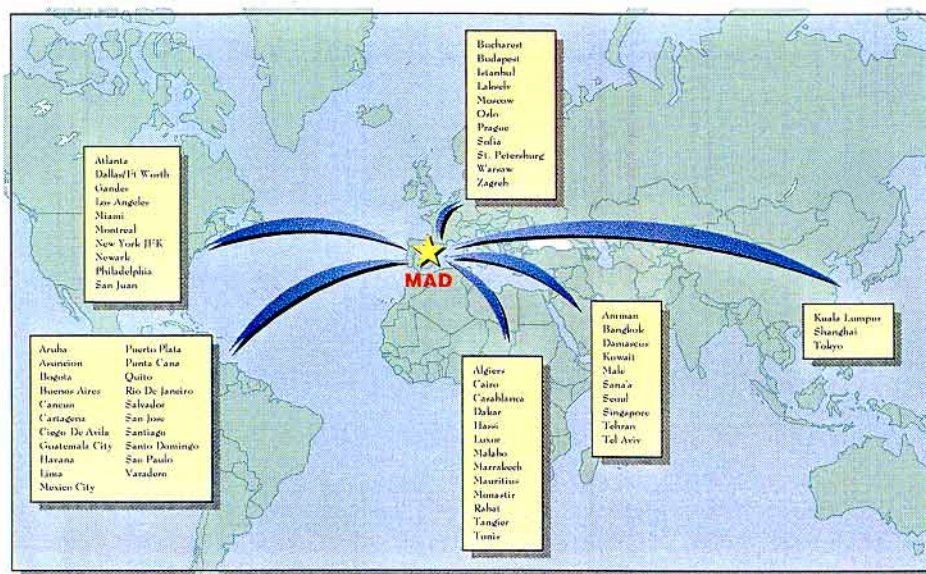 Bucharest
Budapest
Istanbul
Lakselv
Moscow
Oslo
Prague
Sofia
St. Petersburg
Warsaw
Zagreb
Atlanta
Dallas/Ft Worth
Gander
Los Angeles
Miami
Montreal
New York JFK
Newark
Philadelphia
San Juan
MAD
Kuala Lumpur
Shanghai
Tokyo
Amman
Bangkok
Damascus
Kuwait
Male
Sana'a
Seoul
Singapore
Tehran
Tel Aviv
Aruba
Asuncion
Bogota
Buenos Aires
Cancun
Cartagena
Ciego De Avila
Guatemala City
Havana
Lima
Mexico City
Puerto Plata
Punta Cana
Quito
Rio De Janeiro
Salvador
San Jose
Santiago
Santo Domingo
Sao Paulo
Varadero
Algiers
Cairo
Casablanca
Dakar
Hassi
Luxor
Malabo
Marrakech
Mauritius
Monastir
Rabat
Tangier
Tunis